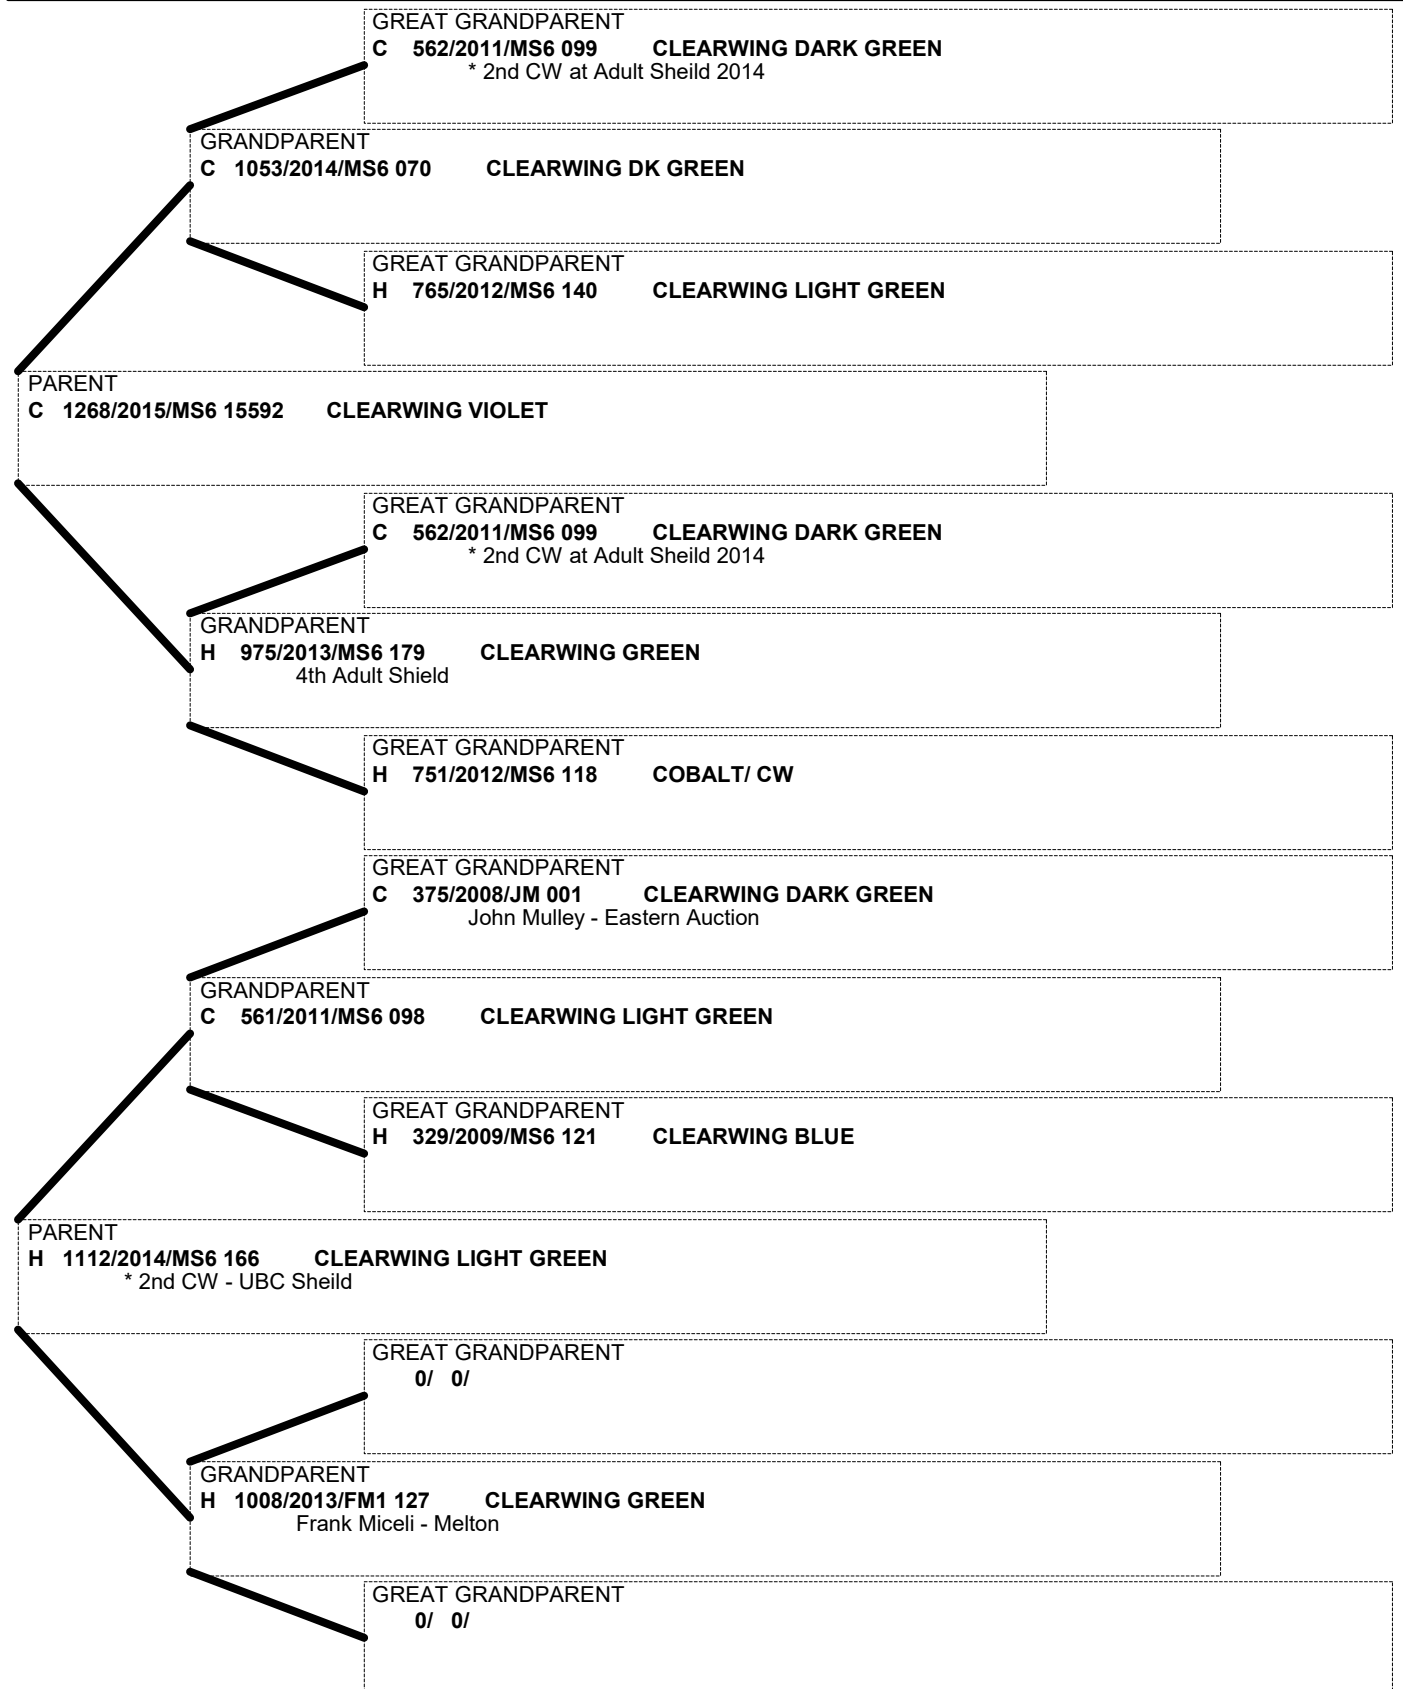 GREAT GRANDPARENT
C 562/2011/MS6 099 CLEARWING DARK GREEN
* 2nd CW at Adult Sheild 2014
GRANDPARENT
C 1053/2014/MS6 070 CLEARWING DK GREEN
GREAT GRANDPARENT
H 765/2012/MS6 140 CLEARWING LIGHT GREEN
PARENT
C 1268/2015/MS6 15592 CLEARWING VIOLET
GREAT GRANDPARENT
C 562/2011/MS6 099 CLEARWING DARK GREEN
* 2nd CW at Adult Sheild 2014
GRANDPARENT
H 975/2013/MS6 179 CLEARWING GREEN
4th Adult Shield
GREAT GRANDPARENT
H 751/2012/MS6 118 COBALT/ CW
GREAT GRANDPARENT
C 375/2008/JM 001 CLEARWING DARK GREEN
John Mulley - Eastern Auction
GRANDPARENT
C 561/2011/MS6 098 CLEARWING LIGHT GREEN
GREAT GRANDPARENT
H 329/2009/MS6 121 CLEARWING BLUE
PARENT
H 1112/2014/MS6 166 CLEARWING LIGHT GREEN
* 2nd CW - UBC Sheild
GREAT GRANDPARENT
0/ 0/
GRANDPARENT
H 1008/2013/FM1 127 CLEARWING GREEN
Frank Miceli - Melton
GREAT GRANDPARENT
0/ 0/